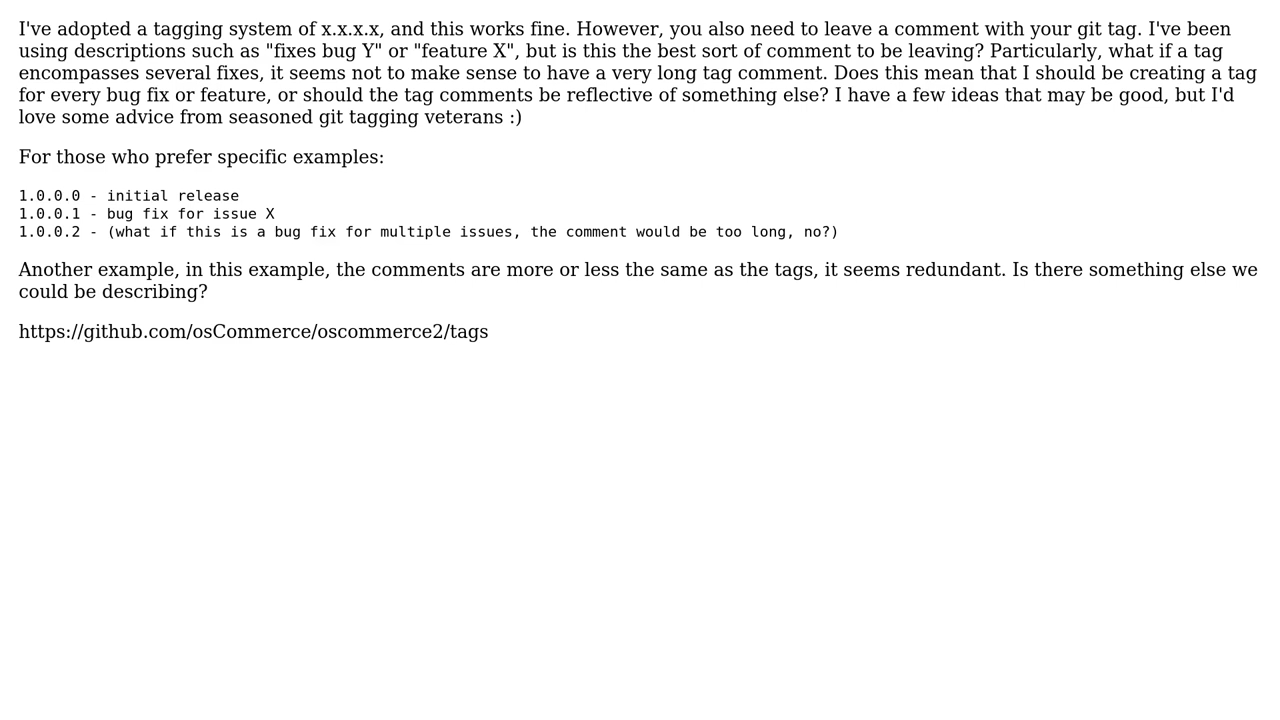 I've adopted a tagging system of x.x.x.x, and this works fine. However, you also need to leave a comment with your git tag. I've been
using descriptions such as "fixes bug Y" or "feature X", but is this the best sort of comment to be leaving? Particularly, what if a tag
encompasses several fixes, it seems not to make sense to have a very long tag comment. Does this mean that I should be creating a tag
for every bug fix or feature, or should the tag comments be reflective of something else? I have a few ideas that may be good, but I'd
love some advice from seasoned git tagging veterans :)
For those who prefer specific examples:
1.0.0.0 - initial release
1.0.0.1 - bug fix for issue X
1.0.0.2 - (what if this is a bug fix for multiple issues, the comment would be too long, no?)
Another example, in this example, the comments are more or less the same as the tags, it seems redundant. Is there something else we
could be describing?
https://github.com/osCommerce/oscommerce2/tags